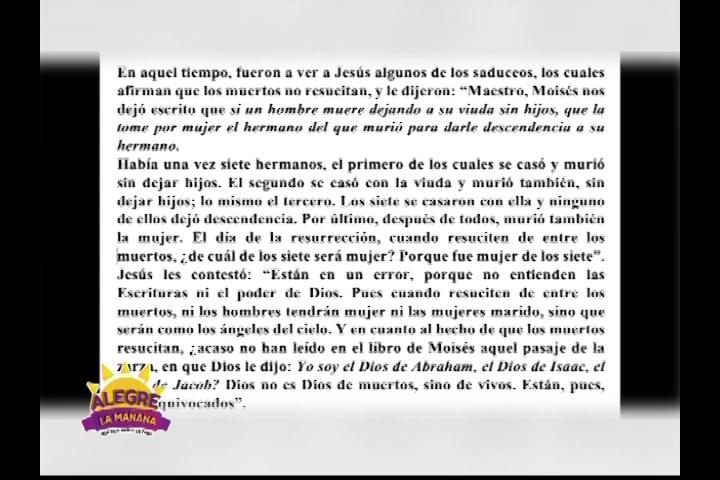 En aquel tiempo, fueron a ver a Jesús algunos de los saduceos, los cuales
afirman que los muertos no resucitan, y le dijeron: “Maestro, Moisés nos
dejó escrito que si un hombre muere dejando a su viuda sin hijos, que la
tome por mujer el hermano del que murió para darle descendencia a su
hermano.
Había una vez siete hermanos, el primero de los cuales se casó y murió
sin dejar hijos. El segundo se casó con la viuda y murió también, sin
dejar hijos; lo mismo el tercero. Los siete se casaron con ella y ninguno
de ellos dejó descendencia. Por último, después de todos, murió también
la mujer. El día de la resurrección, cuando resuciten de entre los
muertos, ¿de cuál de los siete será mujer? Porque fue mujer de los siete”.
Jesús les contestó: “Están en un error, porque no entienden las
Escrituras ni el poder de Dios. Pues cuando resuciten de entre los
muertos, ni los hombres tendrán mujer ni las mujeres marido, sino que
serán como los ángeles del cielo. Y en cuanto al hecho de que los muertos
resucitan, ¿acaso no han leído en el libro de Moisés aquel pasaje de la
zarza, en que Dios le dijo: Yo soy el Dios de Abraham, el Dios de Isaac, el
de Jacob? Dios no es Dios de muertos, sino de vivos. Están, pues,
quivocados”.
ALEGRE
LA MAÑANA